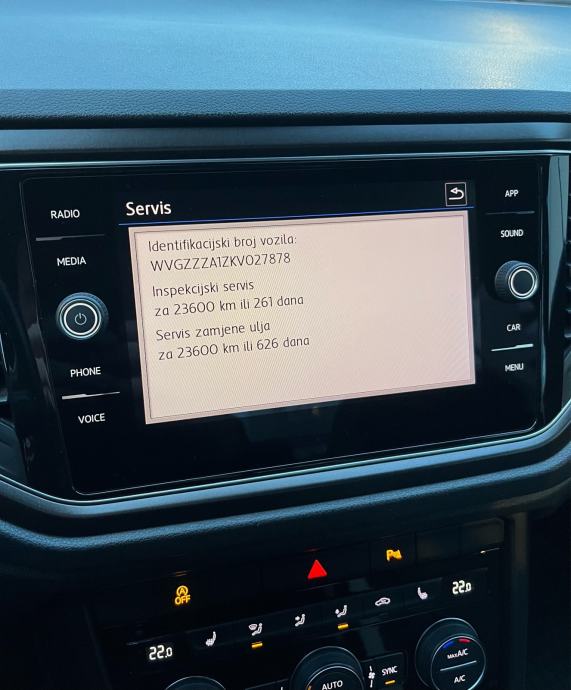 RADIO
MEDIA
PHONE
VOICE
Servis
Identifikacijski broj vozila:
WVGZZZA1ZKV027878
Inspekcijski servis
za 23600 km ili 261 dana
Servis zamjene ulja
za 23600 km ili 626 dana
APP
SOUND
CAR
MENU
OFF
22.0
22.0
AUTO
SYNC
MAX A/C
A/C